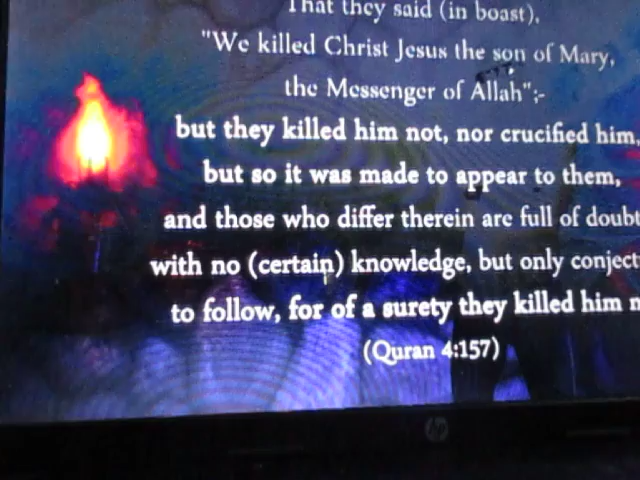 That they said (in boast),
"We killed Christ Jesus the son of Mary,
the Messenger of Allah";-
but they killed him not, nor crucified him,
but so it was made to appear to them,
and those who differ therein are full of doubt
with no (certain) knowledge, but only conject
to follow, for of a surety they killed him n
(Quran 4:157)
hp